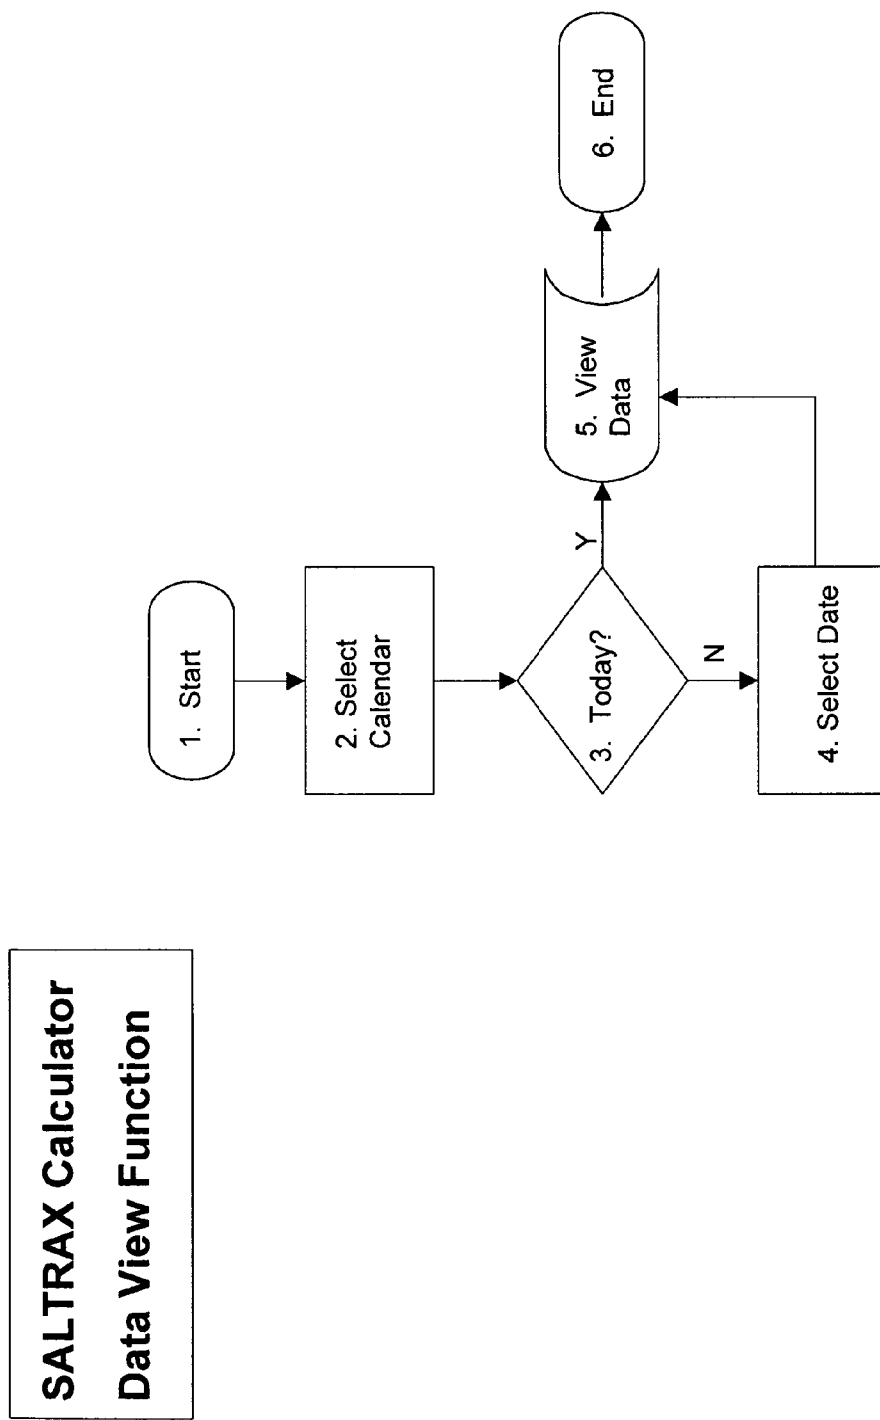 SALTRAX Calculator
Data View Function
1. Start
2. Select
Calendar
3. Today?
Y
N
4. Select Date
5. View
Data
6. End